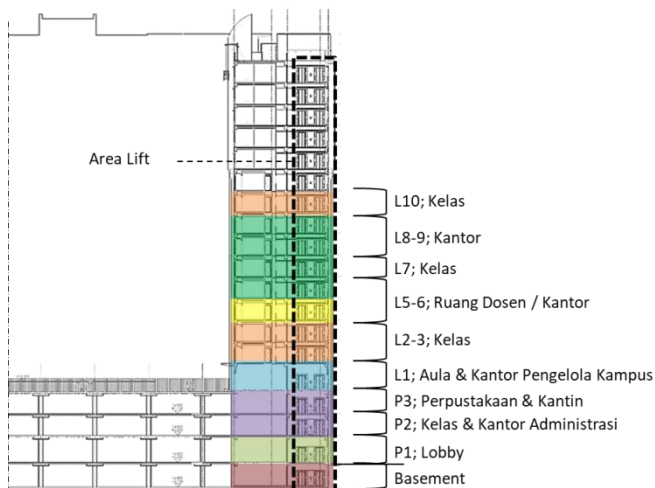 Area Lift
L10; Kelas
L8-9; Kantor
L7; Kelas
L5-6; Ruang Dosen / Kantor
L2-3; Kelas
L1; Aula & Kantor Pengelola Kampus
P3; Perpustakaan & Kantin
P2; Kelas & Kantor Administrasi
P1; Lobby
Basement